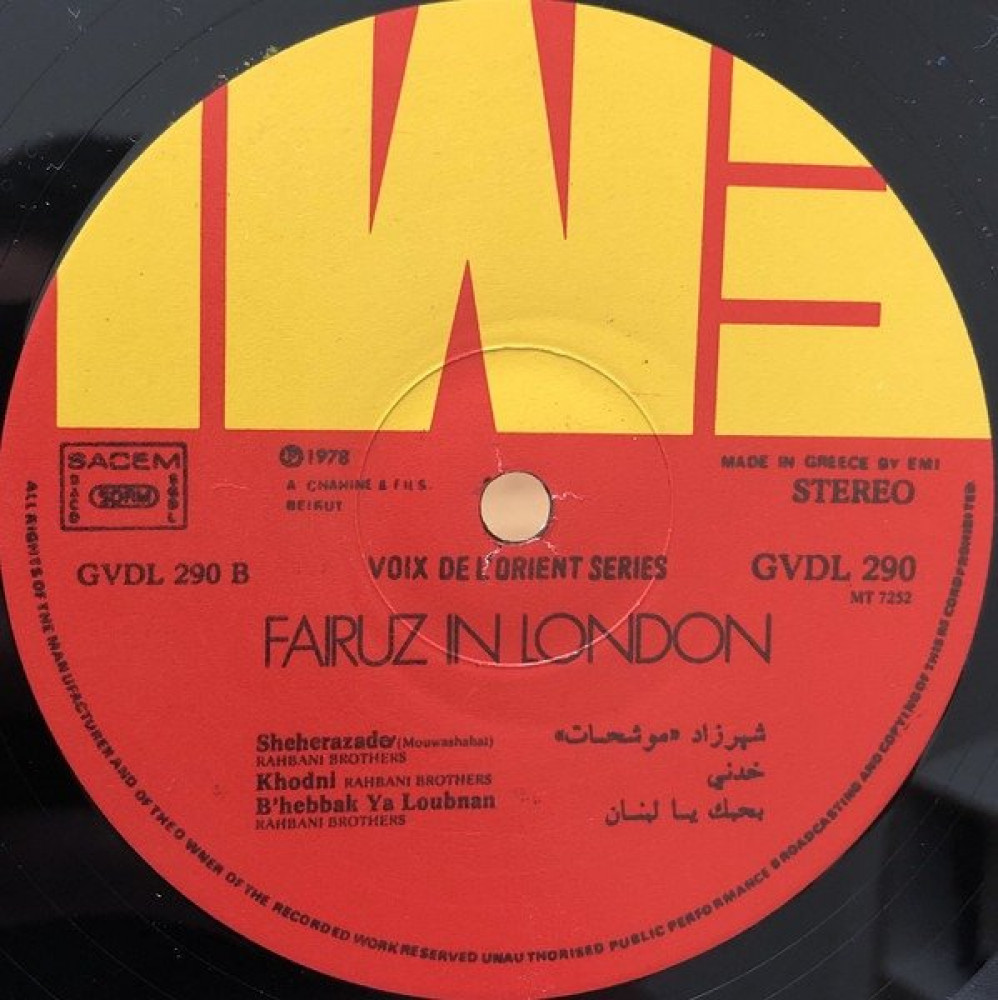 SACEM
SACD
SDRM
SGDL
Ⓟ 1978
A CHAHINE & FILS.
BEIRUT
MADE IN GREECE BY EMI
STEREO
GVDL 290 B
VOIX DE L'ORIENT SERIES
GVDL 290
MT 7252
FAIRUZ IN LONDON
Sheherazade (Mouwashahat)
RAHBANI BROTHERS
Khodni RAHBANI BROTHERS
B'hebbak Ya Loubnan
RAHBANI BROTHERS
شهرزاد «موشحات»
خدني
بحبك يا لبنان
ALL RIGHTS OF THE MANUFACTURER AND OF THE OWNER OF THE RECORDED WORK RESERVED UNAUTHORISED PUBLIC PERFORMANCE BROADCASTING AND COPYING OF THIS RECORD PROHIBITED